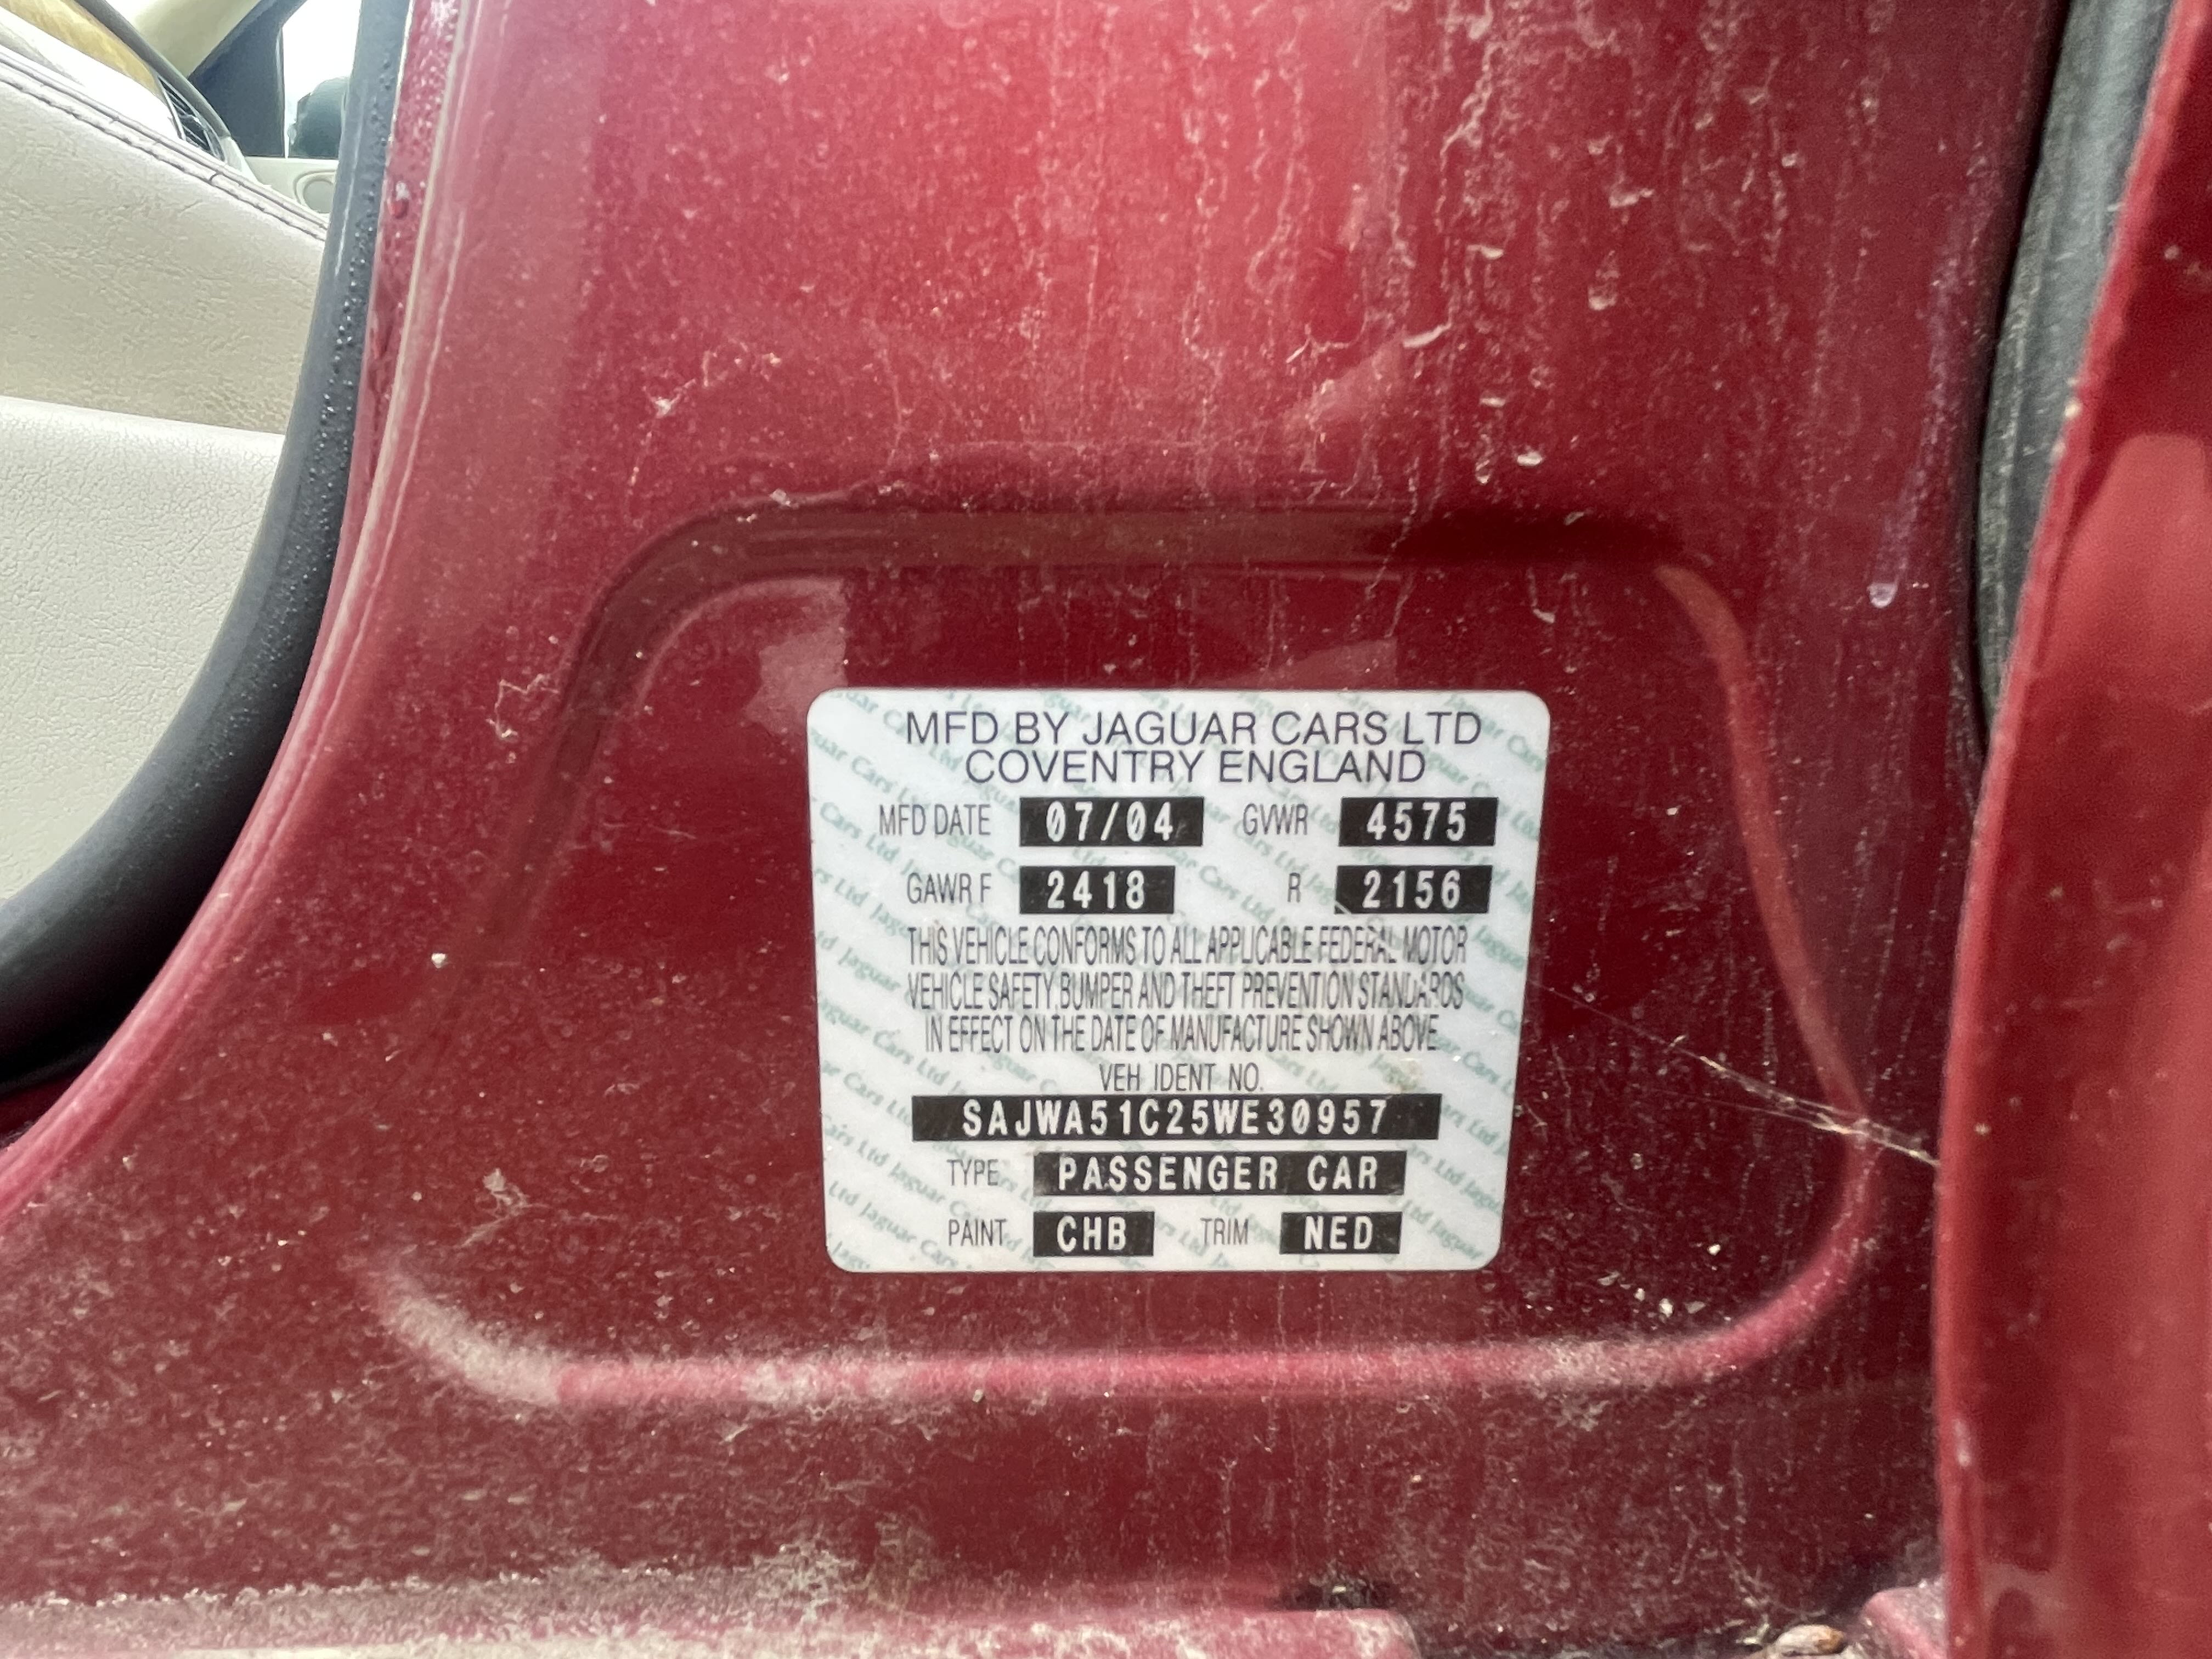 MFD BY JAGUAR CARS LTD
COVENTRY ENGLAND
MFD DATE 07/04 GVWR 4575
GAWR F 2418 R 2156
THIS VEHICLE CONFORMS TO ALL APPLICABLE FEDERAL MOTOR
VEHICLE SAFETY, BUMPER AND THEFT PREVENTION STANDARDS
IN EFFECT ON THE DATE OF MANUFACTURE SHOWN ABOVE.
VEH IDENT NO.
SAJWA51C25WE30957
TYPE PASSENGER CAR
PAINT CHB TRIM NED